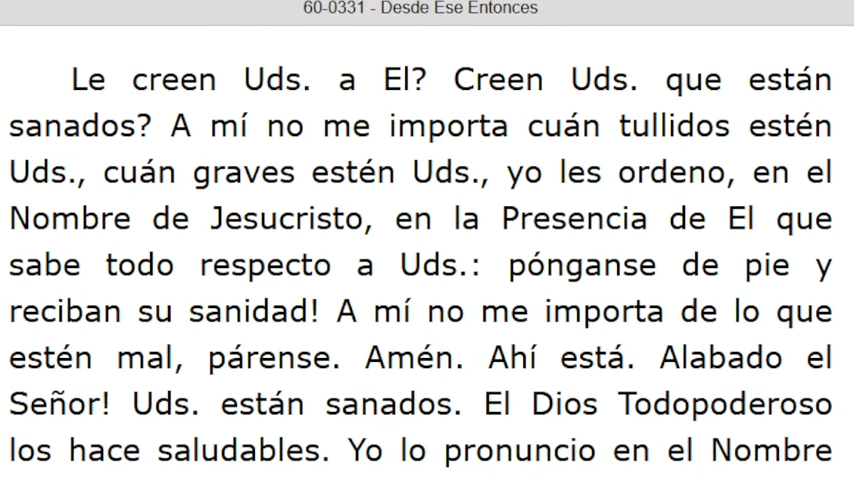 60-0331 - Desde Ese Entonces
Le creen Uds. a El? Creen Uds. que están
sanados? A mí no me importa cuán tullidos estén
Uds., cuán graves estén Uds., yo les ordeno, en el
Nombre de Jesucristo, en la Presencia de El que
sabe todo respecto a Uds.: pónganse de pie y
reciban su sanidad! A mí no me importa de lo que
estén mal, párense. Amén. Ahí está. Alabado el
Señor! Uds. están sanados. El Dios Todopoderoso
los hace saludables. Yo lo pronuncio en el Nombre